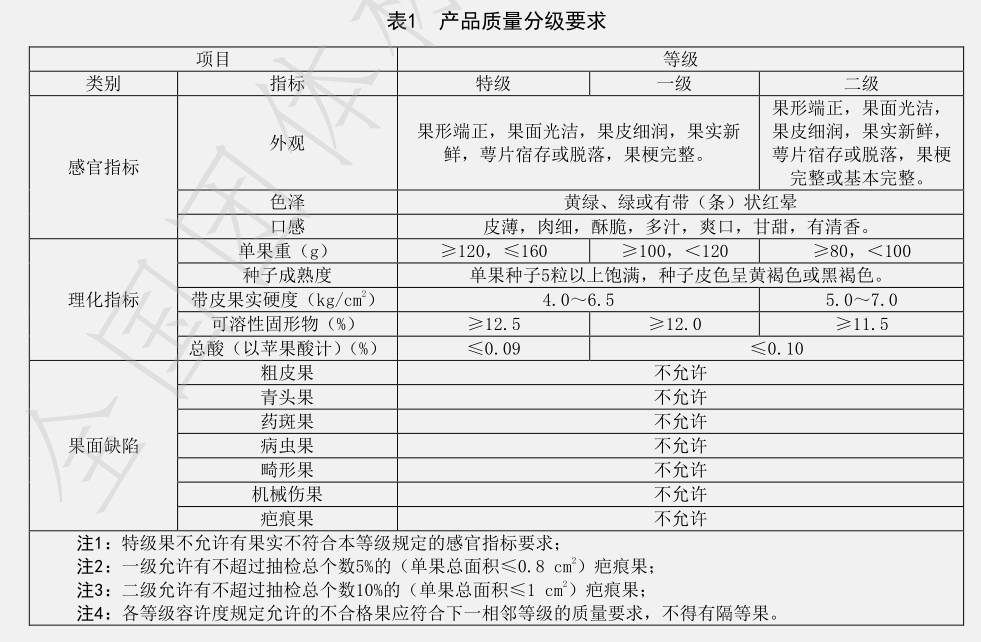 表1 产品质量分级要求
项目 等级
类别 指标 特级 一级 二级
感官指标 外观 果形端正，果面光洁，果皮细润，果实新
鲜，萼片宿存或脱落，果梗完整。
果形端正，果面光洁，
果皮细润，果实新鲜，
萼片宿存或脱落，果梗
完整或基本完整。
色泽 黄绿、绿或有带（条）状红晕
口感 皮薄，肉细，酥脆，多汁，爽口，甘甜，有清香。
理化指标 单果重（g） ≥120，≤160 ≥100，＜120 ≥80，＜100
种子成熟度 单果种子5粒以上饱满，种子皮色呈黄褐色或黑褐色。
带皮果实硬度（kg/cm²） 4.0～6.5 5.0～7.0
可溶性固形物（%） ≥12.5 ≥12.0 ≥11.5
总酸（以苹果酸计）（%） ≤0.09 ≤0.10
果面缺陷 粗皮果 不允许
青头果 不允许
药斑果 不允许
病虫果 不允许
畸形果 不允许
机械伤果 不允许
疤痕果 不允许
注1：特级果不允许有果实不符合本等级规定的感官指标要求；
注2：一级允许有不超过抽检总个数5%的（单果总面积≤0.8 cm²）疤痕果；
注3：二级允许有不超过抽检总个数10%的（单果总面积≤1 cm²）疤痕果；
注4：各等级容许度规定允许的不合格果应符合下一相邻等级的质量要求，不得有隔等果。
全国团体